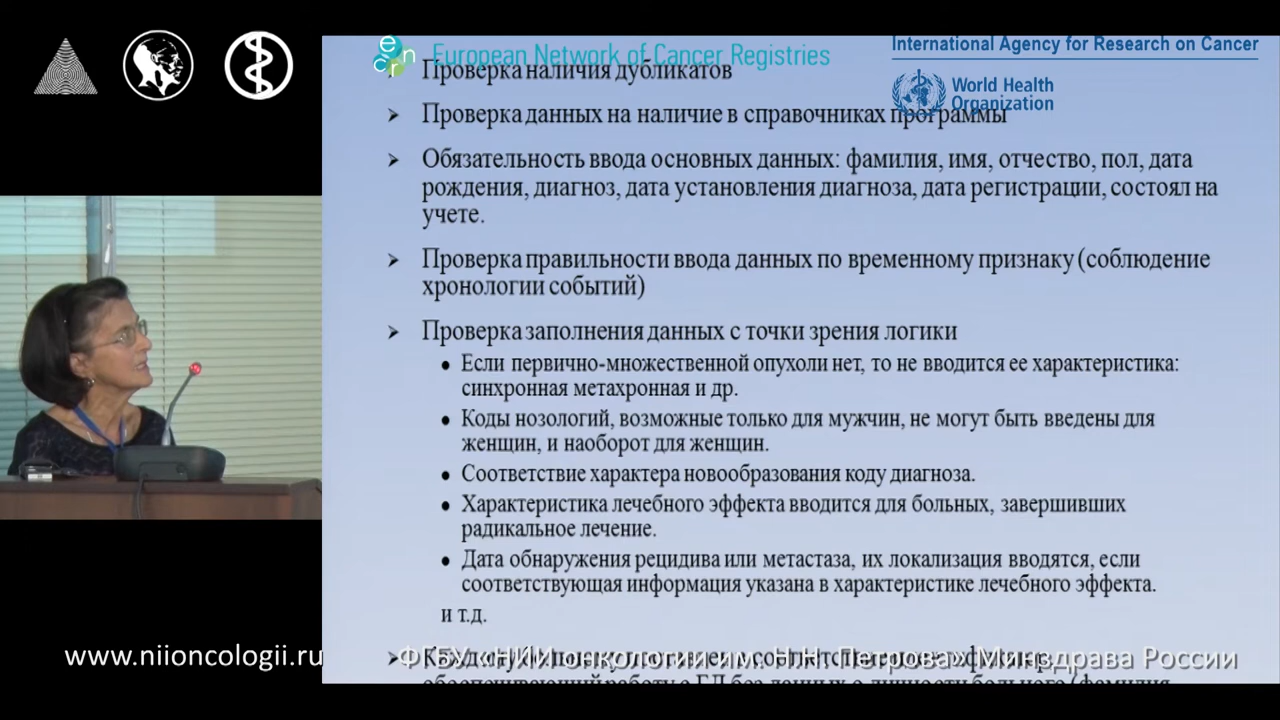 European Network of Cancer Registries
International Agency for Research on Cancer
World Health
Organization
Проверка наличия дубликатов
Проверка данных на наличие в справочниках программы
Обязательность ввода основных данных: фамилия, имя, отчество, пол, дата
рождения, диагноз, дата установления диагноза, дата регистрации, состоял на
учете.
Проверка правильности ввода данных по временному признаку (соблюдение
хронологии событий)
Проверка заполнения данных с точки зрения логики
Если первично-множественной опухоли нет, то не вводится ее характеристика:
синхронная метахронная и др.
Коды нозологий, возможные только для мужчин, не могут быть введены для
женщин, и наоборот для женщин.
Соответствие характера новообразования коду диагноза.
Характеристика лечебного эффекта вводится для больных, завершивших
радикальное лечение.
Дата обнаружения рецидива или метастаза, их локализация вводятся, если
соответствующая информация указана в характеристике лечебного эффекта.
и т.д.
www.niioncologii.ru
ФГБУ «НИИ онкологии им. Н.Н. Петрова» Минздрава России